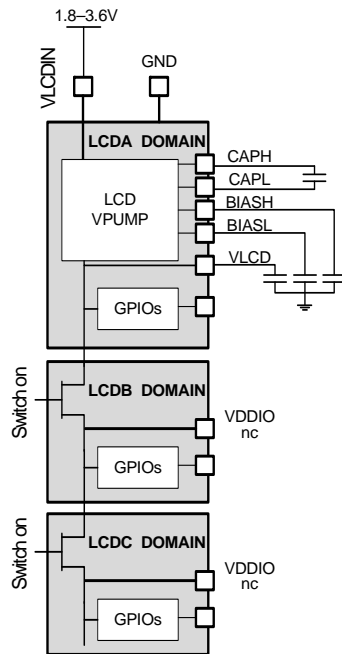 1.8–3.6V
VLCDIN
GND
LCDA DOMAIN
LCD
VPUMP
CAPH
CAPL
BIASH
BIASL
VLCD
GPIOs
Switch on
LCDB DOMAIN
VDDIO
nc
GPIOs
Switch on
LCDC DOMAIN
VDDIO
nc
GPIOs